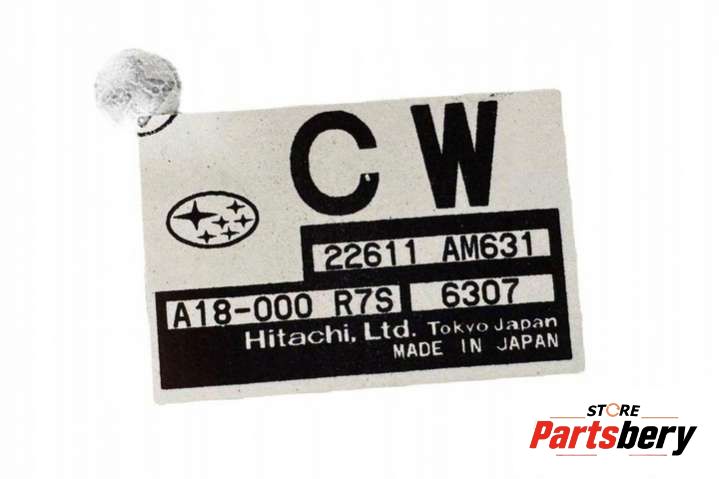 CW
22611 AM631
A18-000 R7S 6307
Hitachi, Ltd. Tokyo Japan
MADE IN JAPAN
STORE
Partsbery